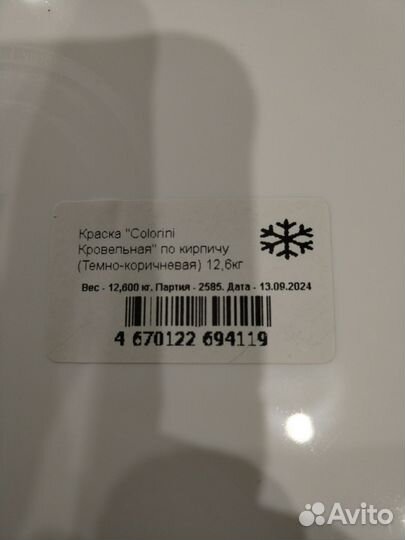 Краска "Colorini
Кровельная" по кирпичу
(Темно-коричневая) 12,6кг
Вес - 12,600 кг. Партия - 2585. Дата - 13.09.2024
4 670122 694119
Avito